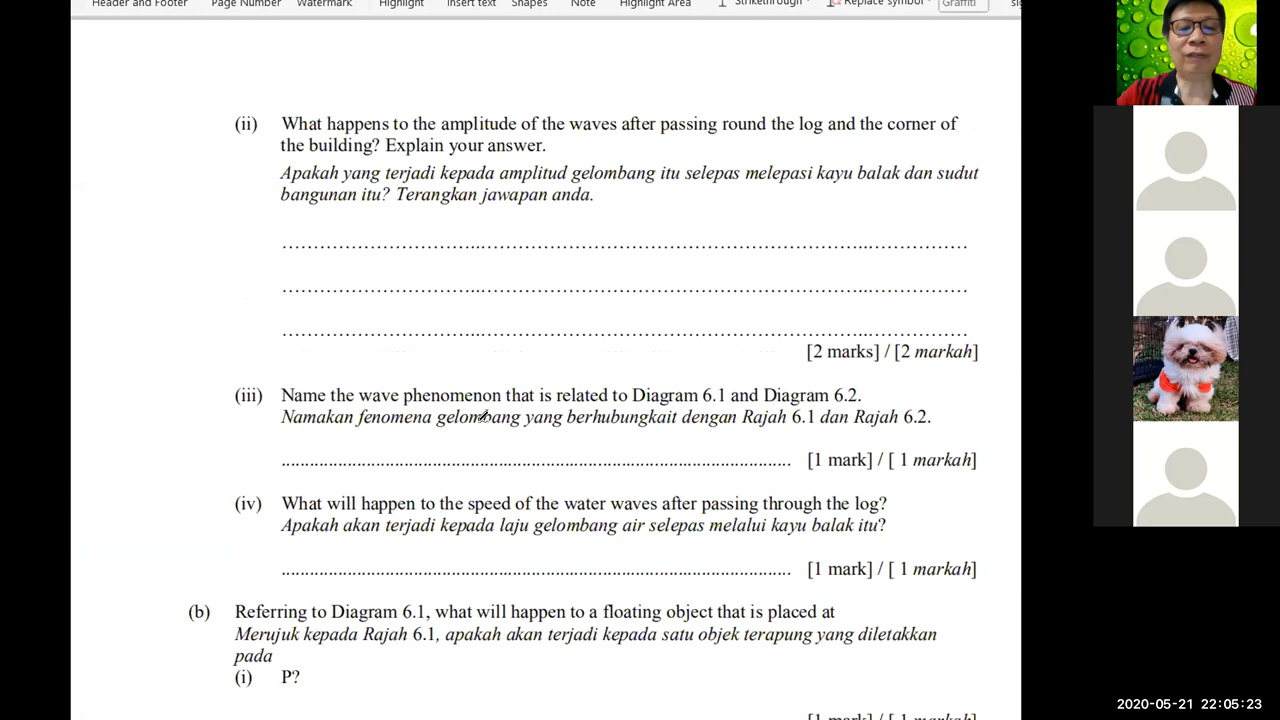 Header and Footer Page Number Watermark Highlight Insert text Shapes Note Highlight Area Strikethrough Replace symbol Graffiti
(ii) What happens to the amplitude of the waves after passing round the log and the corner of
the building? Explain your answer.
Apakah yang terjadi kepada amplitud gelombang itu selepas melepasi kayu balak dan sudut
bangunan itu? Terangkan jawapan anda.
[2 marks] / [2 markah]
(iii) Name the wave phenomenon that is related to Diagram 6.1 and Diagram 6.2.
Namakan fenomena gelombang yang berhubungkait dengan Rajah 6.1 dan Rajah 6.2.
[1 mark] / [ 1 markah]
(iv) What will happen to the speed of the water waves after passing through the log?
Apakah akan terjadi kepada laju gelombang air selepas melalui kayu balak itu?
[1 mark] / [ 1 markah]
(b) Referring to Diagram 6.1, what will happen to a floating object that is placed at
Merujuk kepada Rajah 6.1, apakah akan terjadi kepada satu objek terapung yang diletakkan
pada
(i) P?
2020-05-21 22:05:23